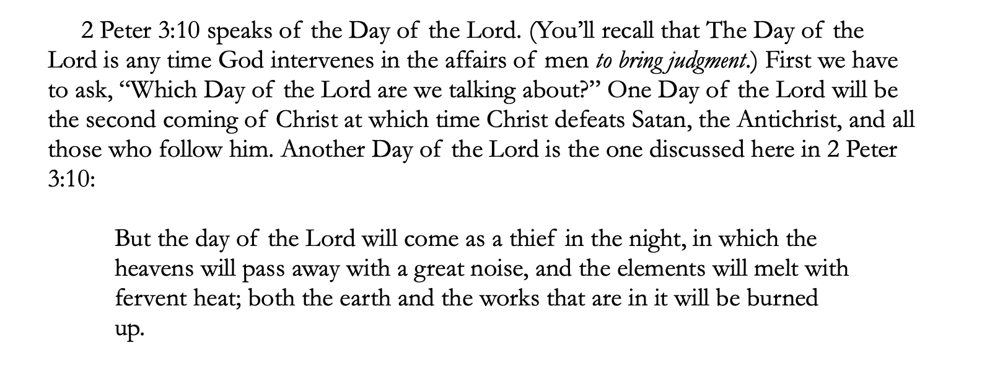 2 Peter 3:10 speaks of the Day of the Lord. (You’ll recall that The Day of the
Lord is any time God intervenes in the affairs of men to bring judgment.) First we have
to ask, “Which Day of the Lord are we talking about?” One Day of the Lord will be
the second coming of Christ at which time Christ defeats Satan, the Antichrist, and all
those who follow him. Another Day of the Lord is the one discussed here in 2 Peter
3:10:
But the day of the Lord will come as a thief in the night, in which the
heavens will pass away with a great noise, and the elements will melt with
fervent heat; both the earth and the works that are in it will be burned
up.